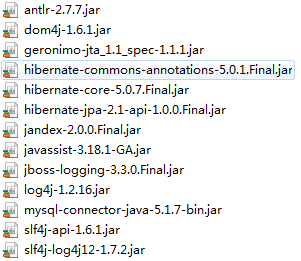 antlr-2.7.7.jar
dom4j-1.6.1.jar
geronimo-jta_1.1_spec-1.1.1.jar
hibernate-commons-annotations-5.0.1.Final.jar
hibernate-core-5.0.7.Final.jar
hibernate-jpa-2.1-api-1.0.0.Final.jar
jandex-2.0.0.Final.jar
javassist-3.18.1-GA.jar
jboss-logging-3.3.0.Final.jar
log4j-1.2.16.jar
mysql-connector-java-5.1.7-bin.jar
slf4j-api-1.6.1.jar
slf4j-log4j12-1.7.2.jar